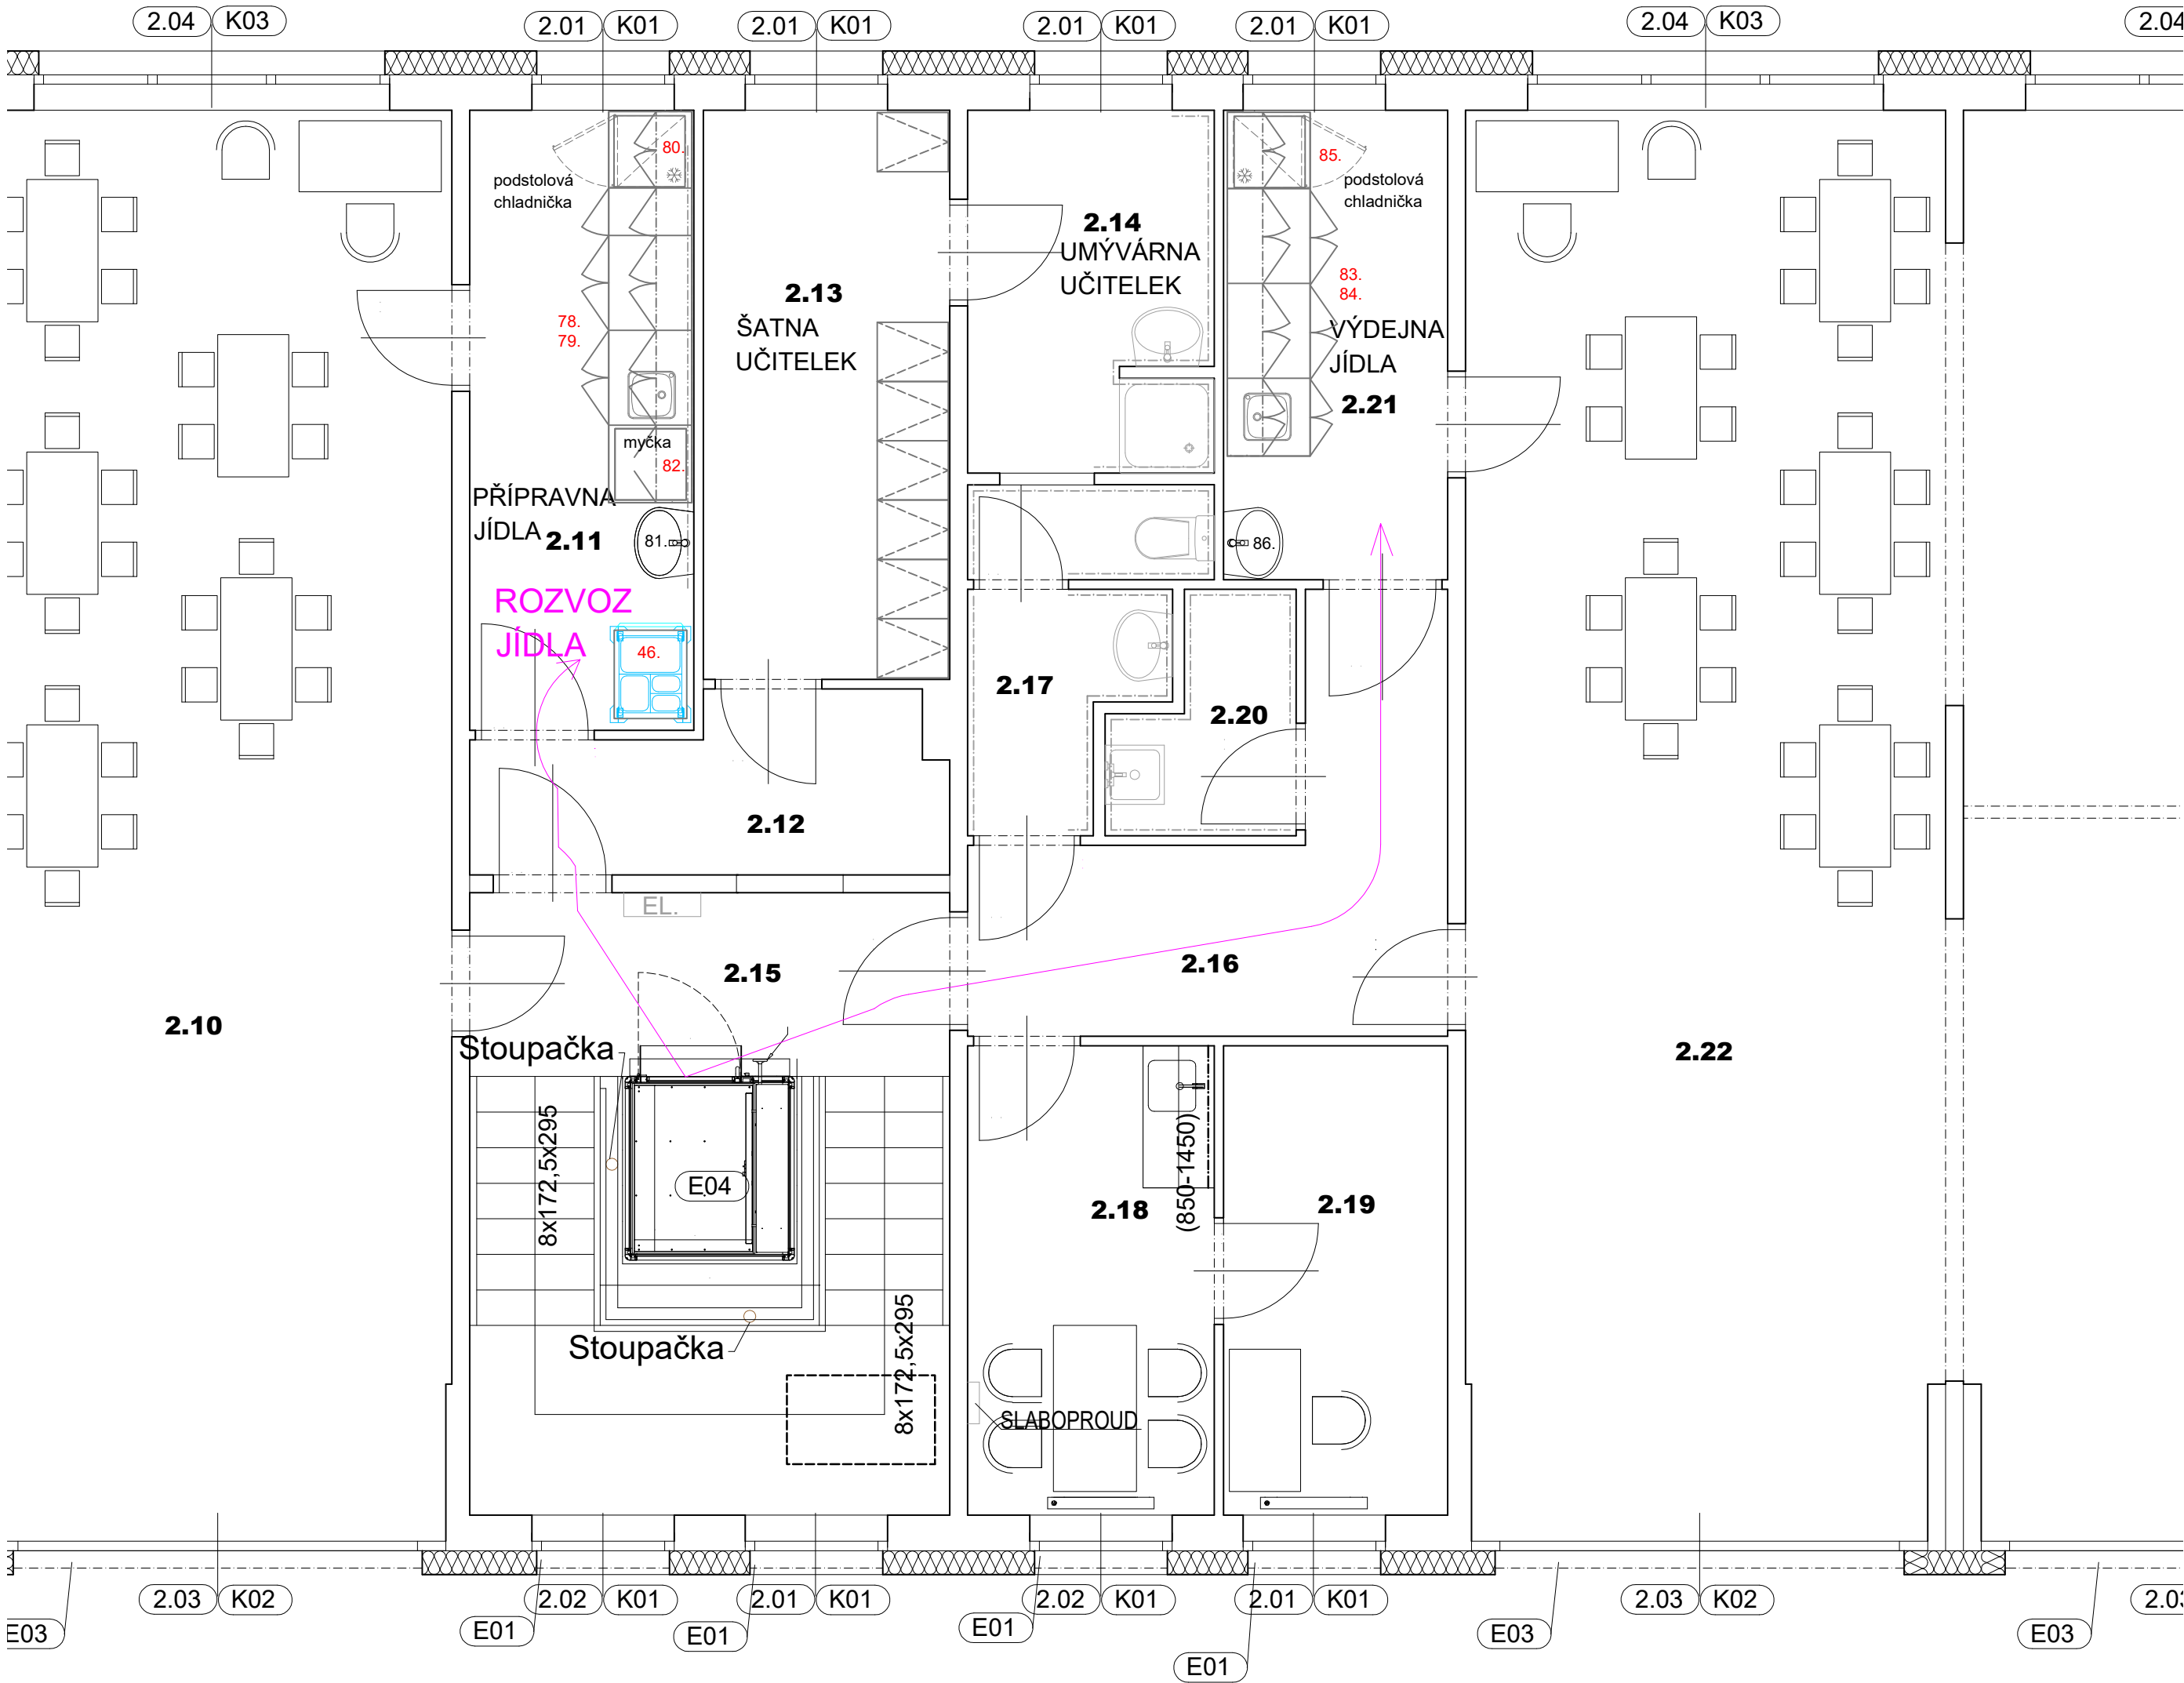 2.04 K03
2.01 K01
2.01 K01
2.01 K01
2.01 K01
2.04 K03
2.04
podstolová
chladnička
80.
78.
79.
myčka
82.
PŘÍPRAVNA
JÍDLA 2.11
81.
ROZVOZ
JÍDLA
46.
2.13
ŠATNA
UČITELEK
2.14
UMÝVÁRNA
UČITELEK
85.
podstolová
chladnička
83.
84.
VÝDEJNA
JÍDLA
2.21
86.
2.17
2.20
2.12
EL.
2.15
2.16
2.10
2.22
Stoupačka
8x172,5x295
E04
8x172,5x295
Stoupačka
2.18
(850-1450)
2.19
SLABOPROUD
2.03 K02
2.02 K01
2.01 K01
2.02 K01
2.01 K01
2.03 K02
2.03
E03
E01
E01
E01
E01
E03
E03